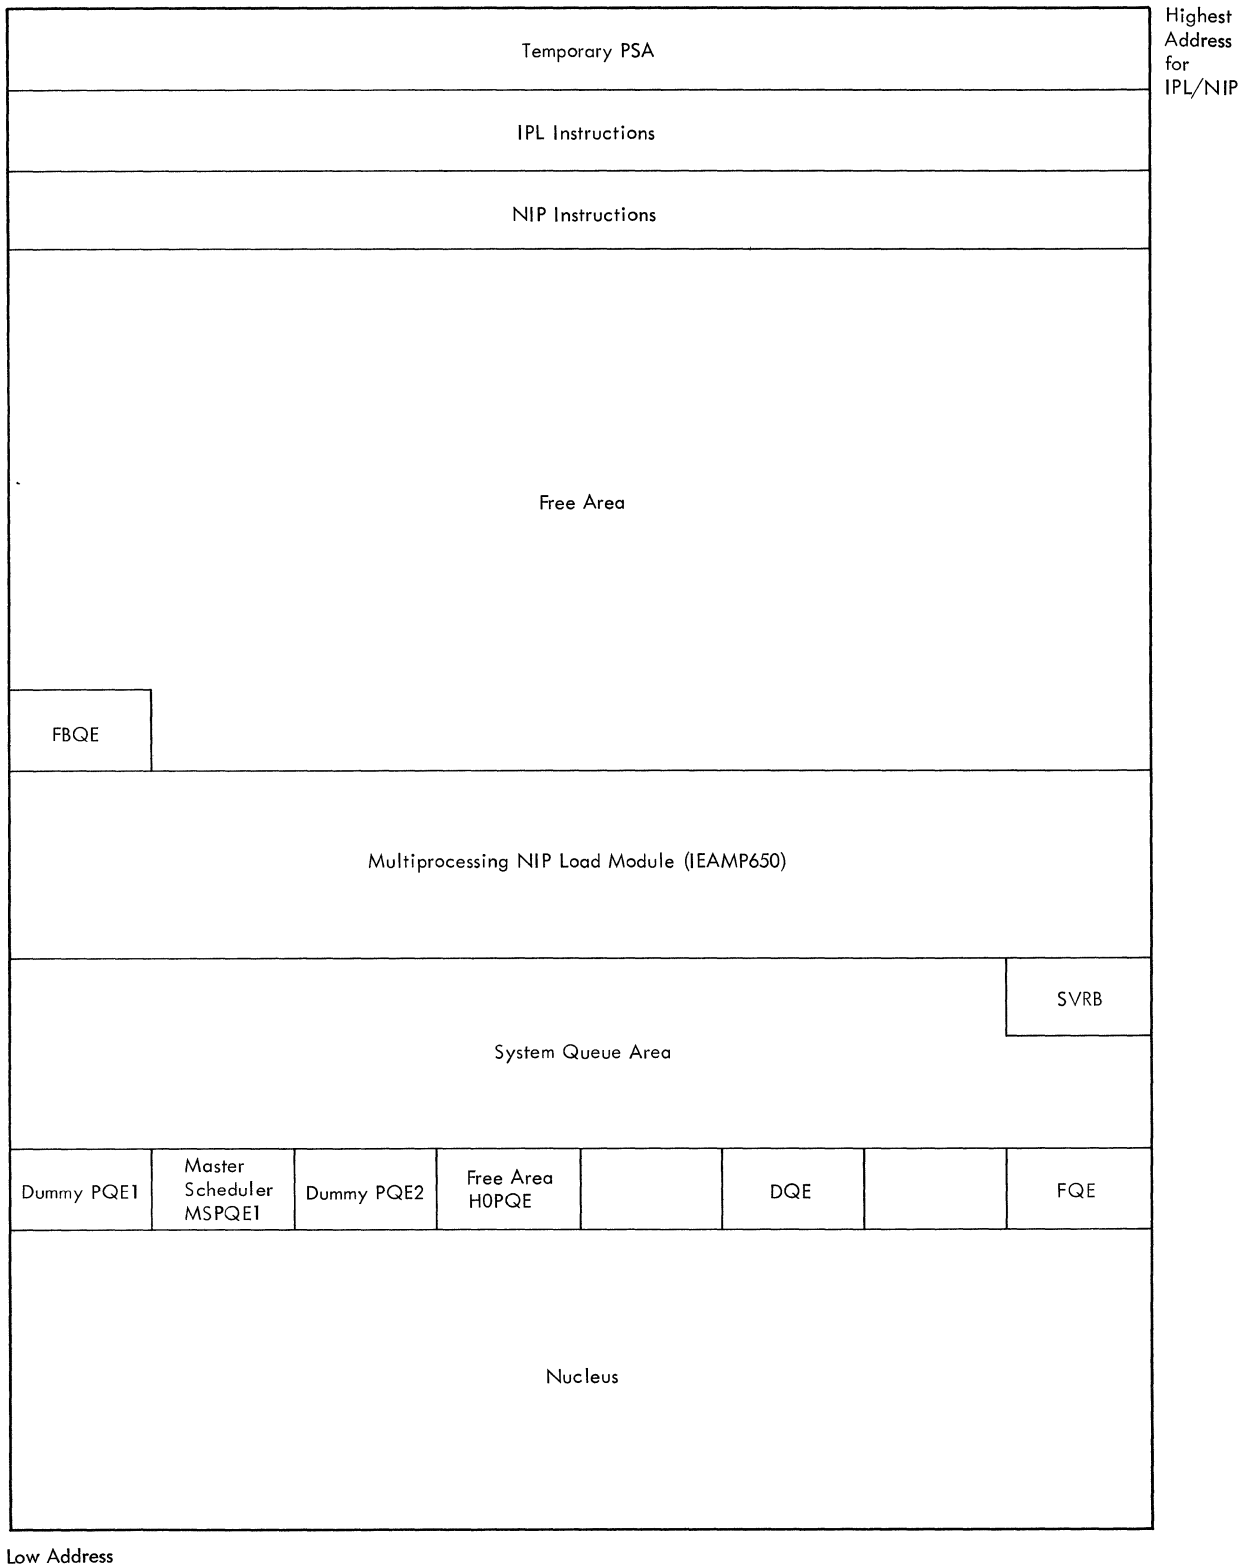 Highest
Address
for
IPL/NIP
Temporary PSA
IPL Instructions
NIP Instructions
Free Area
FBQE
Multiprocessing NIP Load Module (IEAMP650)
SVRB
System Queue Area
Dummy PQE1
Master
Scheduler
MSPQE1
Dummy PQE2
Free Area
H0PQE
DQE
FQE
Nucleus
Low Address